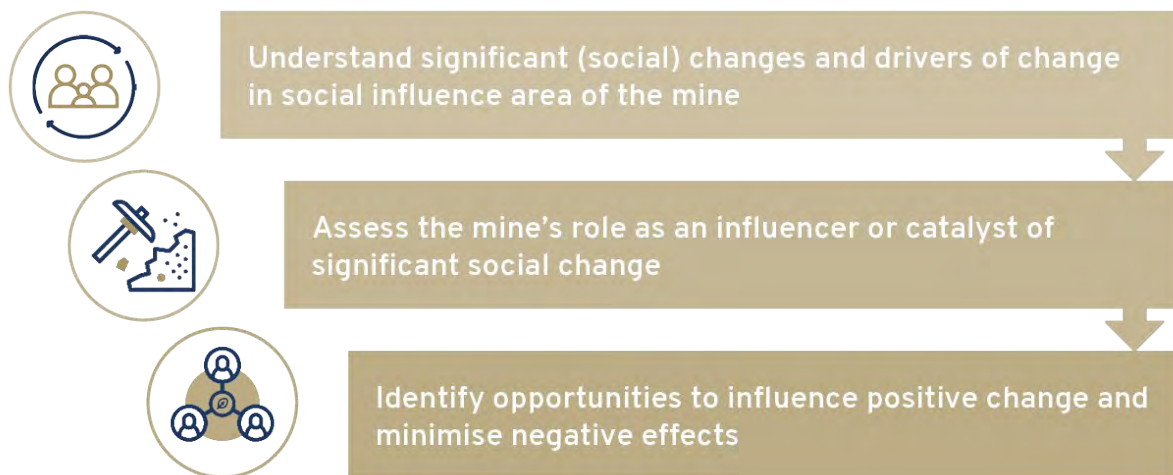 Understand significant (social) changes and drivers of change
in social influence area of the mine
Assess the mine's role as an influencer or catalyst of
significant social change
Identify opportunities to influence positive change and
minimise negative effects